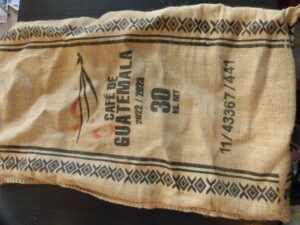 CAFÉ DE
GUATEMALA
2022 / 2023
30
KG. NET
11/43367/441